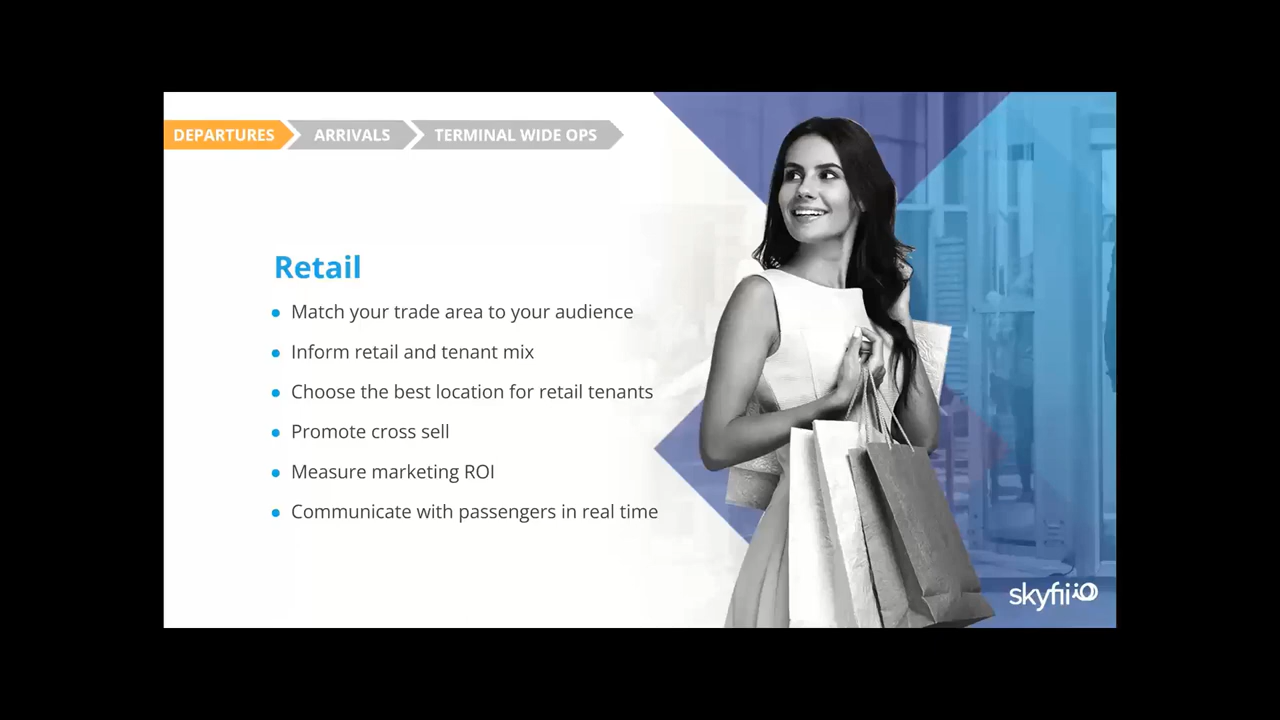 DEPARTURES ARRIVALS TERMINAL WIDE OPS
Retail
Match your trade area to your audience
Inform retail and tenant mix
Choose the best location for retail tenants
Promote cross sell
Measure marketing ROI
Communicate with passengers in real time
skyfii iO